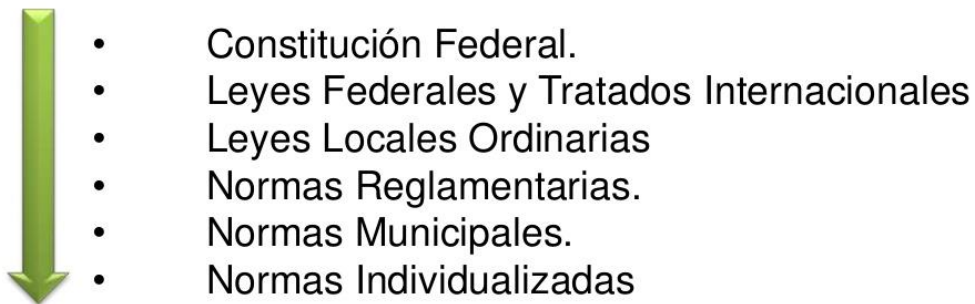 • Constitución Federal.
• Leyes Federales y Tratados Internacionales
• Leyes Locales Ordinarias
• Normas Reglamentarias.
• Normas Municipales.
• Normas Individualizadas